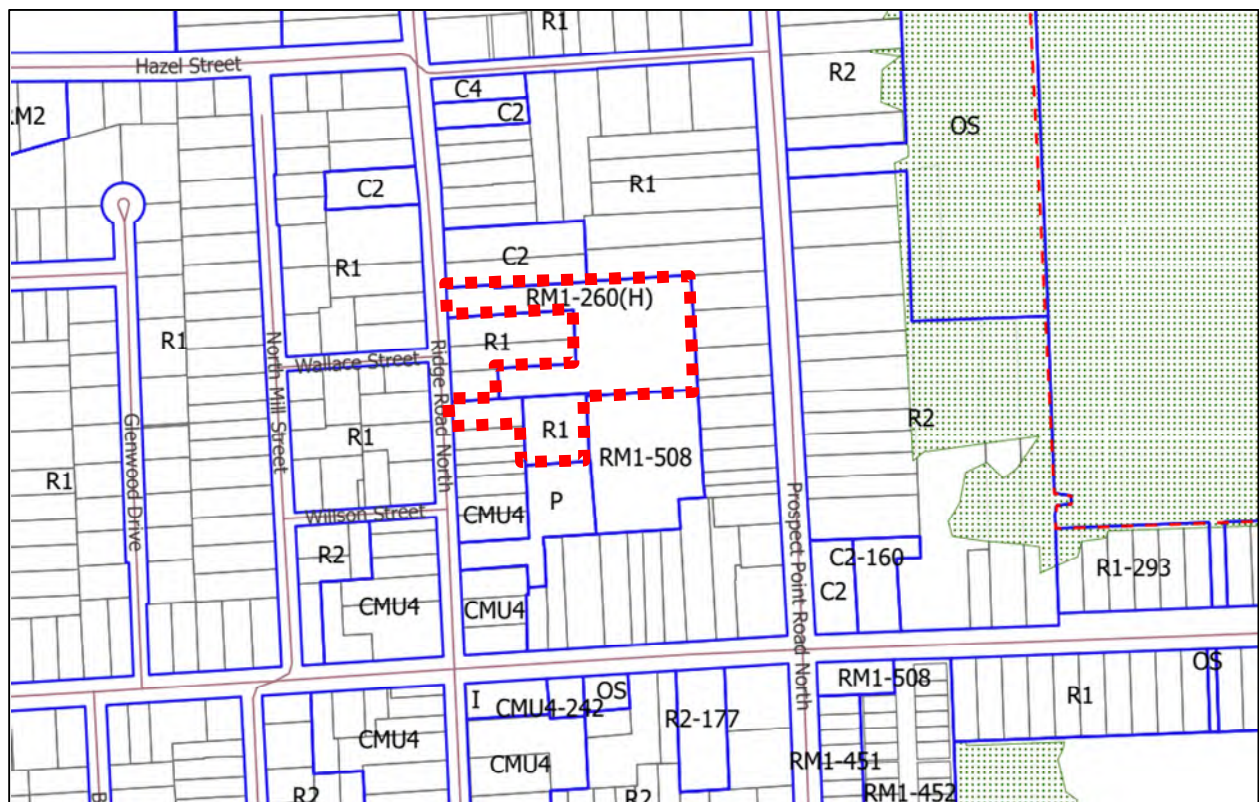 R1
Hazel Street
R2
C4
.M2
C2
OS
C2
R1
R1
C2
RM1-260(H)
R1
R1
Wallace Street
North Mill Street
Ridge Road North
Glenwood Drive
R2
R1
R1
RM1-508
R1
P
Prospect Point Road North
Willson Street
CMU4
R2
C2-160
R1-293
C2
CMU4
CMU4
OS
RM1-508
I
OS
R1
CMU4-242
R2-177
CMU4
RM1-451
CMU4
R2
R2
RM1-452